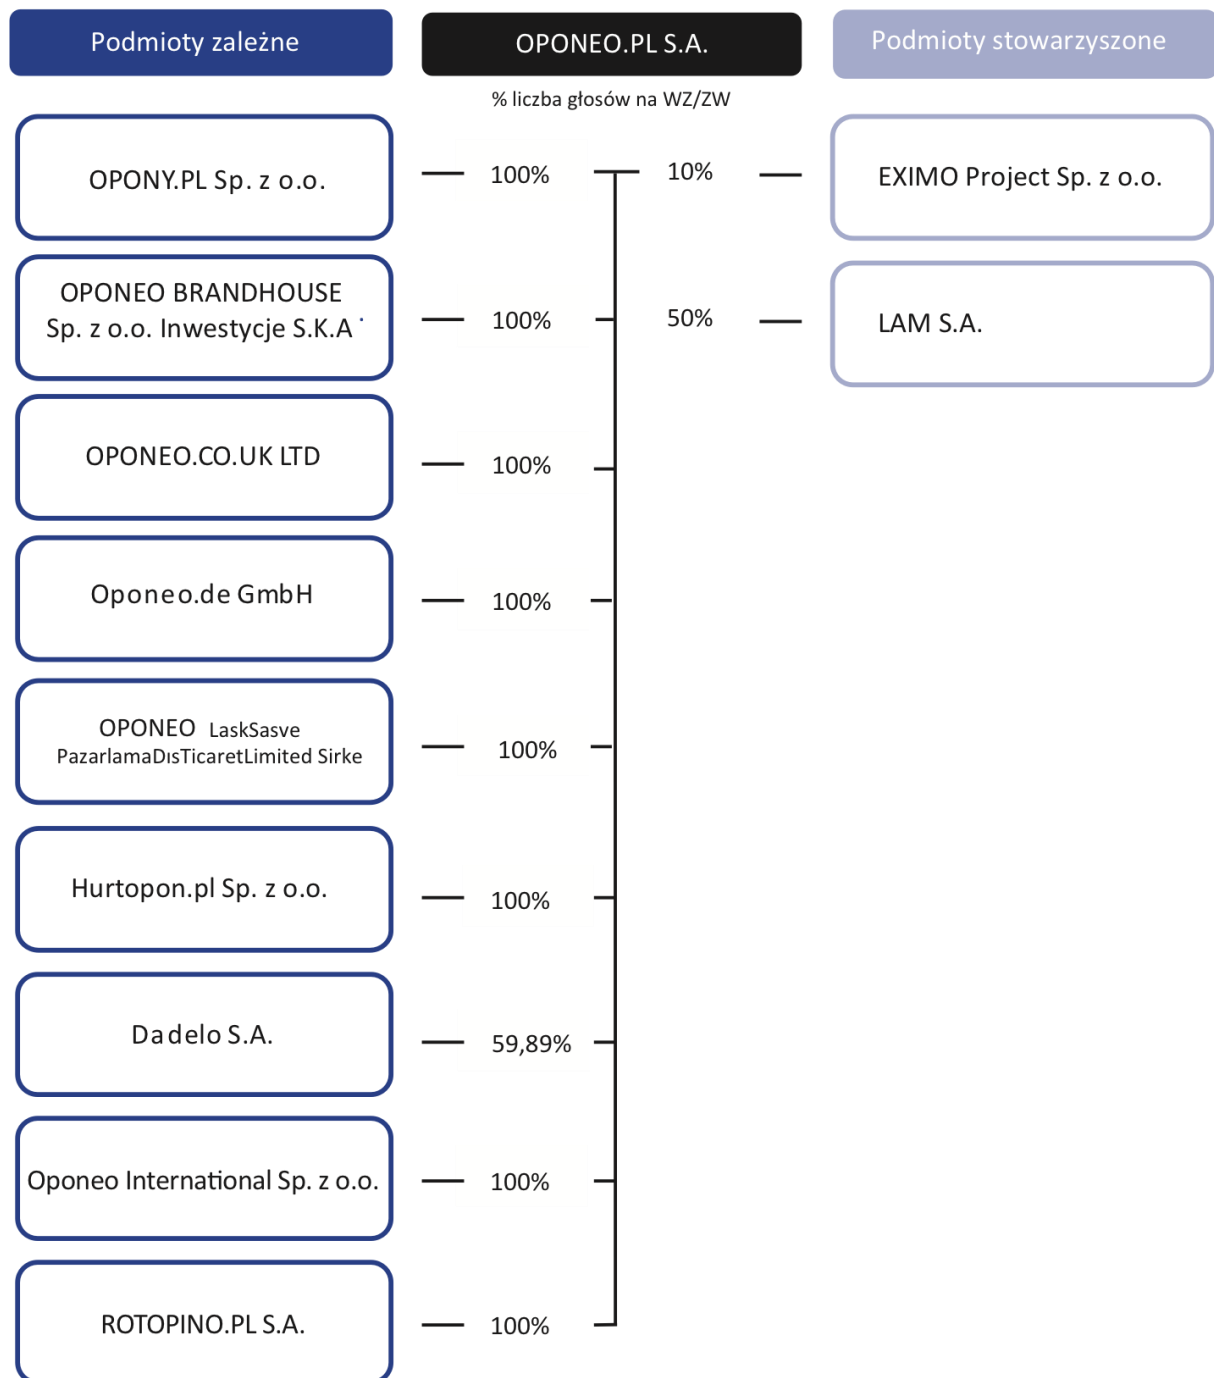 Podmioty zależne
OPONEO.PL S.A.
Podmioty stowarzyszone
% liczba głosów na WZ/ZW
OPONY.PL Sp. z o.o.
100%
10%
EXIMO Project Sp. z o.o.
OPONEO BRANDHOUSE
Sp. z o.o. Inwestycje S.K.A
100%
50%
LAM S.A.
OPONEO.CO.UK LTD
100%
Oponeo.de GmbH
100%
OPONEO LaskSasve
PazarlamaDısTicaretLimited Sirke
100%
Hurtopon.pl Sp. z o.o.
100%
Dadelo S.A.
59,89%
Oponeo International Sp. z o.o.
100%
ROTOPINO.PL S.A.
100%